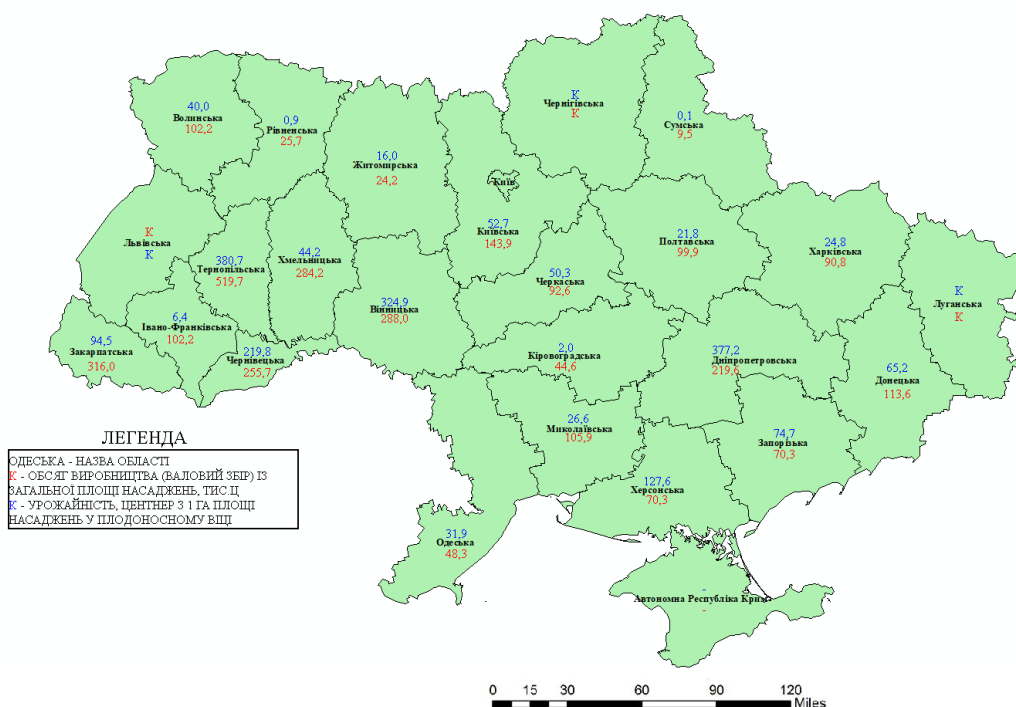 К
Чернігівська
К
40,0
Волинська
102,2
0,9
Рівненська
25,7
0,1
Сумська
9,5
16,0
Житомирська
24,2
Київ
52,7
Київська
143,9
21,8
Полтавська
99,9
24,8
Харківська
90,8
К
Львівська
К
380,7
Тернопільська
519,7
44,2
Хмельницька
284,2
50,3
Черкаська
92,6
К
Луганська
К
324,9
Вінницька
288,0
6,4
Івано-Франківська
102,2
94,5
Закарпатська
316,0
219,8
Чернівецька
255,7
2,0
Кіровоградська
44,6
377,2
Дніпропетровська
219,6
65,2
Донецька
113,6
26,6
Миколаївська
105,9
74,7
Запорізька
70,3
127,6
Херсонська
70,3
31,9
Одеська
48,3
-
Автономна Республіка Крим
-
ЛЕГЕНДА
ОДЕСЬКА - НАЗВА ОБЛАСТІ
К - ОБСЯГ ВИРОБНИЦТВА (ВАЛОВИЙ ЗБІР) ІЗ
ЗАГАЛЬНОЇ ПЛОЩІ НАСАДЖЕНЬ, ТИС.Ц
К - УРОЖАЙНІСТЬ, ЦЕНТНЕР З 1 ГА ПЛОЩІ
НАСАДЖЕНЬ У ПЛОДОНОСНОМУ ВІЦІ
0 15 30 60 90 120
Miles